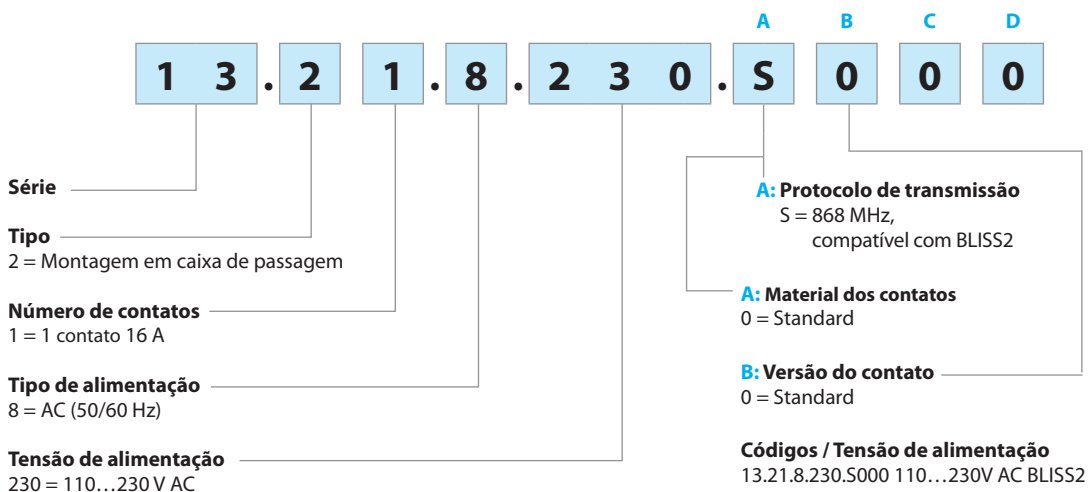 A B C D
1 3 . 2 1 . 8 . 2 3 0 . S 0 0 0
Série
Tipo
2 = Montagem em caixa de passagem
Número de contatos
1 = 1 contato 16 A
Tipo de alimentação
8 = AC (50/60 Hz)
Tensão de alimentação
230 = 110…230 V AC
A: Protocolo de transmissão
S = 868 MHz,
compatível com BLISS2
A: Material dos contatos
0 = Standard
B: Versão do contato
0 = Standard
Códigos / Tensão de alimentação
13.21.8.230.S000 110…230V AC BLISS2